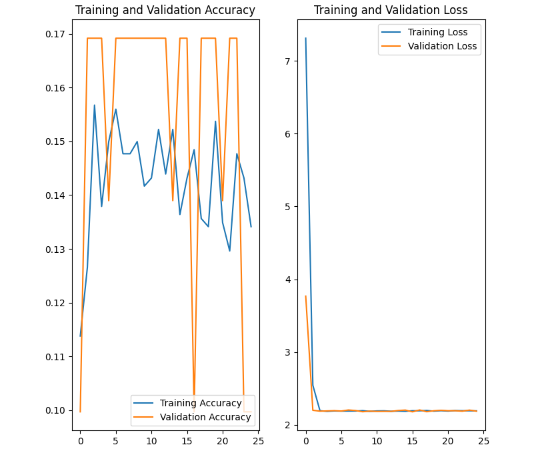 Training and Validation Accuracy
0.17
0.16
0.15
0.14
0.13
0.12
0.11
0.10
Training Accuracy
Validation Accuracy
0 5 10 15 20 25
Training and Validation Loss
Training Loss
Validation Loss
7
6
5
4
3
2
0 5 10 15 20 25